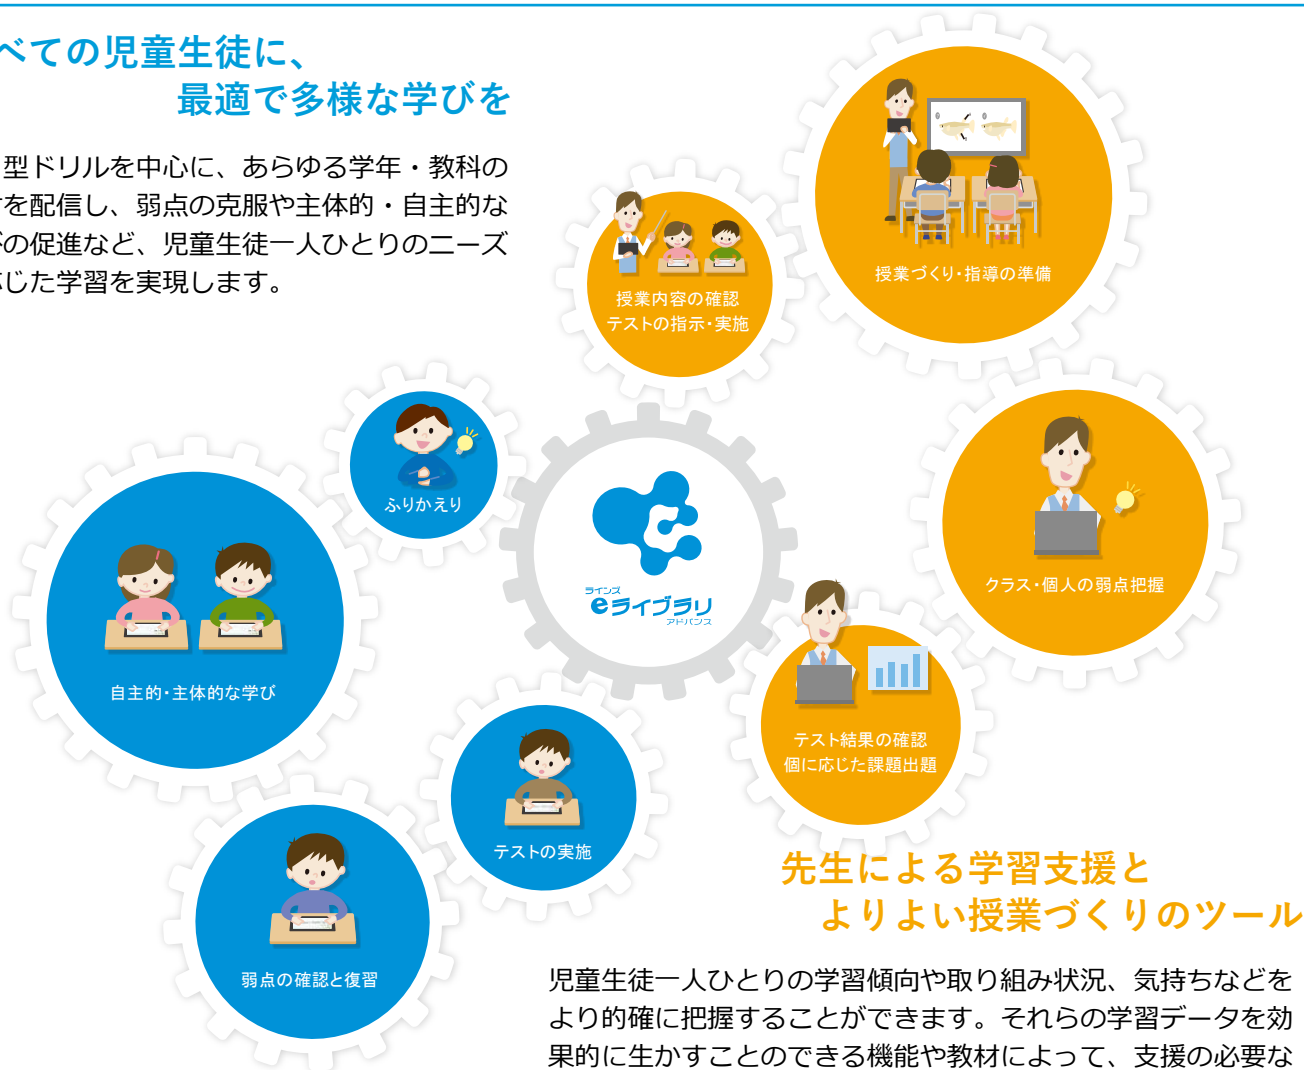 べての児童生徒に、
最適で多様な学びを
型ドリルを中心に、あらゆる学年・教科の
を配信し、弱点の克服や主体的・自主的な
の促進など、児童生徒一人ひとりのニーズ
じた学習を実現します。
授業づくり・指導の準備
授業内容の確認
テストの指示・実施
ふりかえり
クラス・個人の弱点把握
ラインズ
eライブラリ
アドバンス
自主的・主体的な学び
テスト結果の確認
個に応じた課題出題
テストの実施
弱点の確認と復習
先生による学習支援と
よりよい授業づくりのツール
児童生徒一人ひとりの学習傾向や取り組み状況、気持ちなどを
より的確に把握することができます。それらの学習データを効
果的に生かすことのできる機能や教材によって、支援の必要な